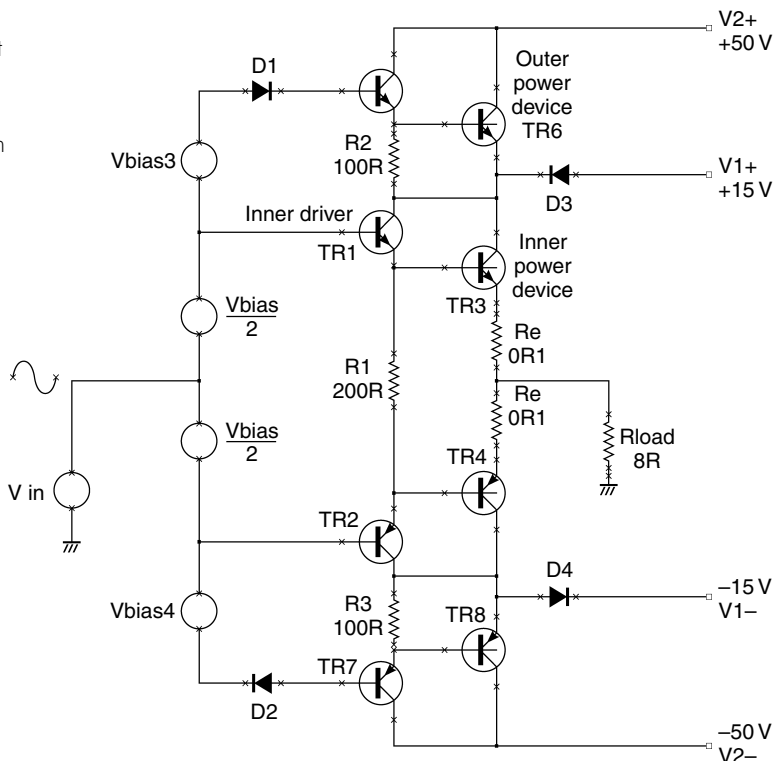 t
n
V2+
+50 V
D1
Outer
power
device
TR6
Vbias3
R2
100R
V1+
+15 V
D3
Inner driver
TR1
Inner
power
device
TR3
Vbias
2
Re
0R1
R1
200R
Re
0R1
Vbias
2
Rload
8R
TR4
V in
TR2
D4
–15 V
V1–
Vbias4
R3
100R
TR8
TR7
D2
–50 V
V2–